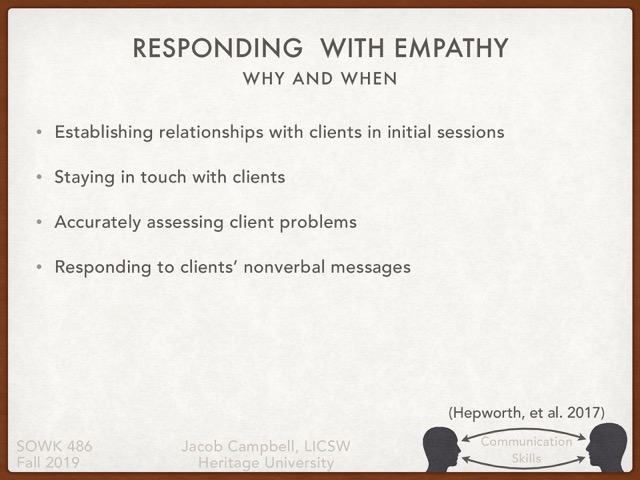 RESPONDING WITH EMPATHY
WHY AND WHEN
• Establishing relationships with clients in initial sessions
• Staying in touch with clients
• Accurately assessing client problems
• Responding to clients’ nonverbal messages
(Hepworth, et al. 2017)
SOWK 486
Fall 2019
Jacob Campbell, LICSW
Heritage University
Communication
Skills